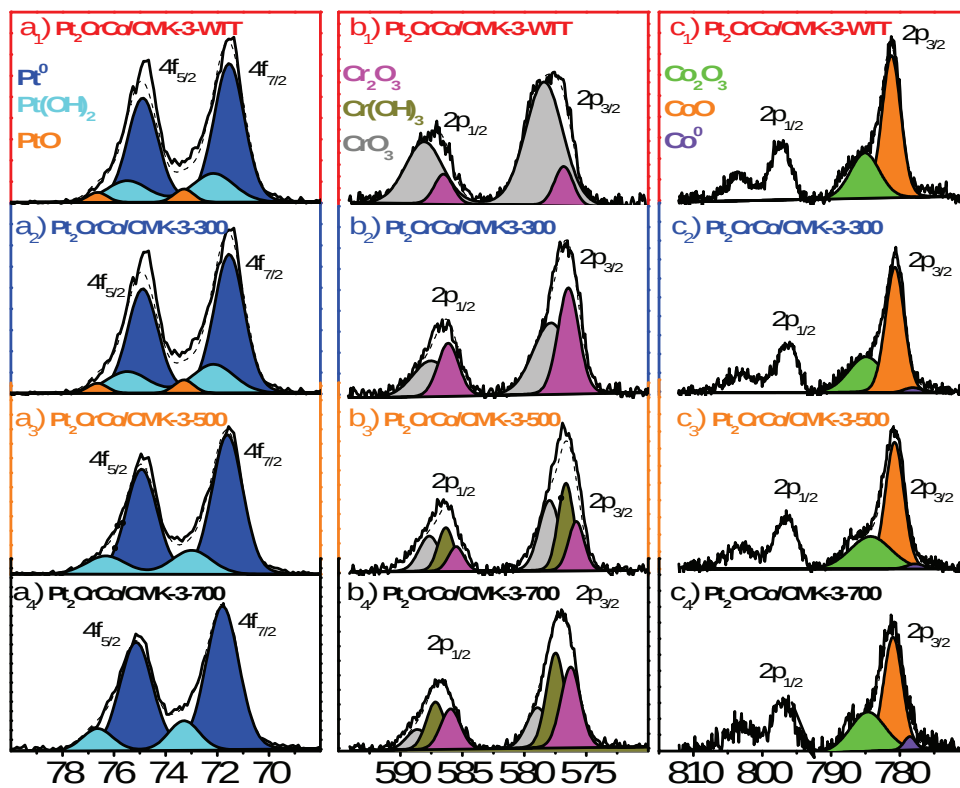 a₁) Pt₂CrCo/CMK-3-WTT
4f₅/₂
4f₇/₂
Pt⁰
Pt(OH)₂
PtO
b₁) Pt₂CrCo/CMK-3-WTT
2p₁/₂
2p₃/₂
Cr₂O₃
Cr(OH)₃
CrO₃
c₁) Pt₂CrCo/CMK-3-WTT
2p₃/₂
2p₁/₂
Co₂O₃
CoO
Co⁰
a₂) Pt₂CrCo/CMK-3-300
4f₅/₂
4f₇/₂
b₂) Pt₂CrCo/CMK3-300
2p₁/₂
2p₃/₂
c₂) Pt₂CrCo/CMK-3-300
2p₁/₂
2p₃/₂
a₃) Pt₂CrCo/CMK-3-500
4f₅/₂
4f₇/₂
b₃) Pt₂CrCo/CMK-3-500
2p₁/₂
2p₃/₂
c₃) Pt₂CrCo/CMK-3-500
2p₁/₂
2p₃/₂
a₄) Pt₂CrCo/CMK-3-700
4f₅/₂
4f₇/₂
b₄) Pt₂CrCo/CMK-3-700
2p₁/₂
2p₃/₂
c₄) Pt₂CrCo/CMK-3-700
2p₁/₂
2p₃/₂
78 76 74 72 70
590 585 580 575
810 800 790 780